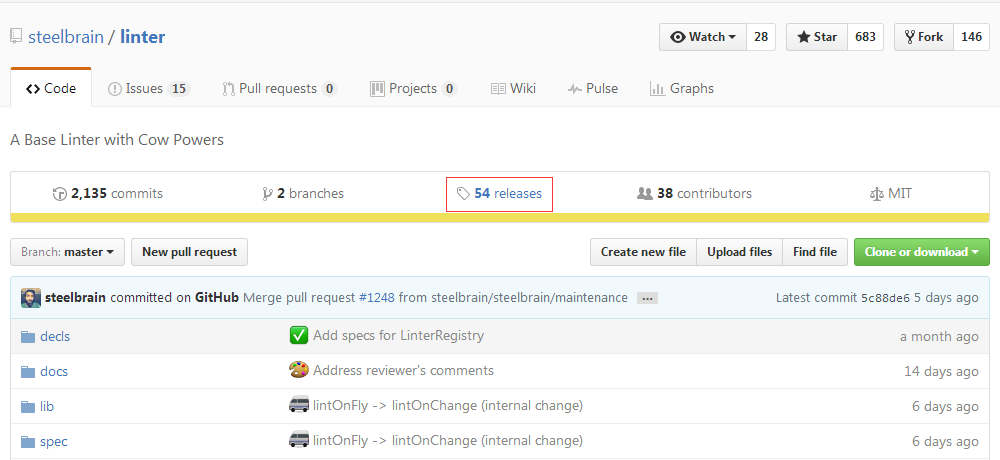 steelbrain / linter Watch 28 Star 683 Fork 146
Code Issues 15 Pull requests 0 Projects 0 Wiki Pulse Graphs
A Base Linter with Cow Powers
2,135 commits 2 branches 54 releases 38 contributors MIT
Branch: master New pull request Create new file Upload files Find file Clone or download
steelbrain committed on GitHub Merge pull request #1248 from steelbrain/steelbrain/maintenance ... Latest commit 5c88de6 5 days ago
decls Add specs for LinterRegistry a month ago
docs Address reviewer's comments 14 days ago
lib lintOnFly -> lintOnChange (internal change) 6 days ago
spec lintOnFly -> lintOnChange (internal change) 6 days ago